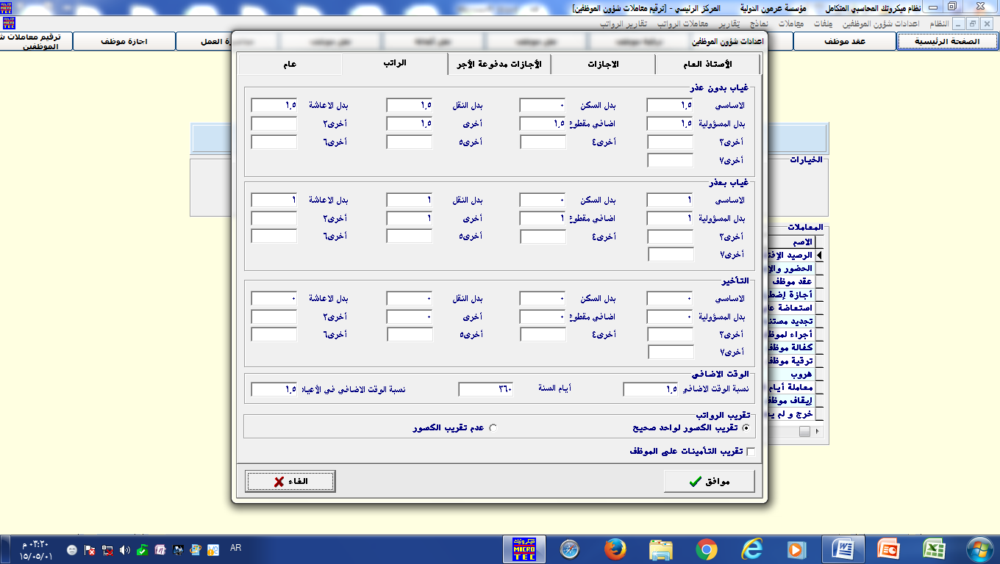 نظام ميكروتك المحاسبي المتكامل مؤسسة عرمون الدولية المركز الرئيسي - [ترقيم معاملات شؤون الموظفين]
النظام اعدادات شؤون الموظفين ملفات معاملات نماذج تقارير معاملات الرواتب تقارير الرواتب
الصفحة الرئيسية
عقد موظف
العمل
اجازة موظف
ترقيم معاملات
الموظفين
اعدادات شؤون الموظفين
الأستاذ العام الاجازات الأجازات مدفوعة الأجر الراتب عام
غياب بدون عذر
الاساسي ١,٥ بدل السكن ٠ بدل النقل ١,٥ بدل الاعاشة ١,٥
بدل المسؤولية ١,٥ اضافي مقطوع ١,٥ أخرى ١,٥ أخرى٢
أخرى٣ أخرى٤ أخرى٥ أخرى٦
أخرى٧
غياب بعذر
الاساسي ١ بدل السكن ٠ بدل النقل ١ بدل الاعاشة ١
بدل المسؤولية ١ اضافي مقطوع ١ أخرى ١ أخرى٢
أخرى٣ أخرى٤ أخرى٥ أخرى٦
أخرى٧
التأخير
الاساسي ٠ بدل السكن ٠ بدل النقل ٠ بدل الاعاشة ٠
بدل المسؤولية ٠ اضافي مقطوع ٠ أخرى ٠ أخرى٢
أخرى٣ أخرى٤ أخرى٥ أخرى٦
أخرى٧
الوقت الاضافي
نسبة الوقت الاضافي ١,٥ أيام السنة ٣٦٠ نسبة الوقت الاضافي في الأعياد ١,٥
تقريب الرواتب
تقريب الكسور لواحد صحيح عدم تقريب الكسور
تقريب التأمينات على الموظف
موافق الغاء
الخيارات
المعاملات
الاسم
الرصيد
الحضور
عقد موظف
أجازة
استعاضة
تجديد
أجراء
كفالة موظف
ترقية موظف
هروب
معاملة أيام
إيقاف موظف
خرج و لم
ميكروتيك
MICRO
TEC
AR
٠٣:٢٠ م
١٥/٠٥/٠١